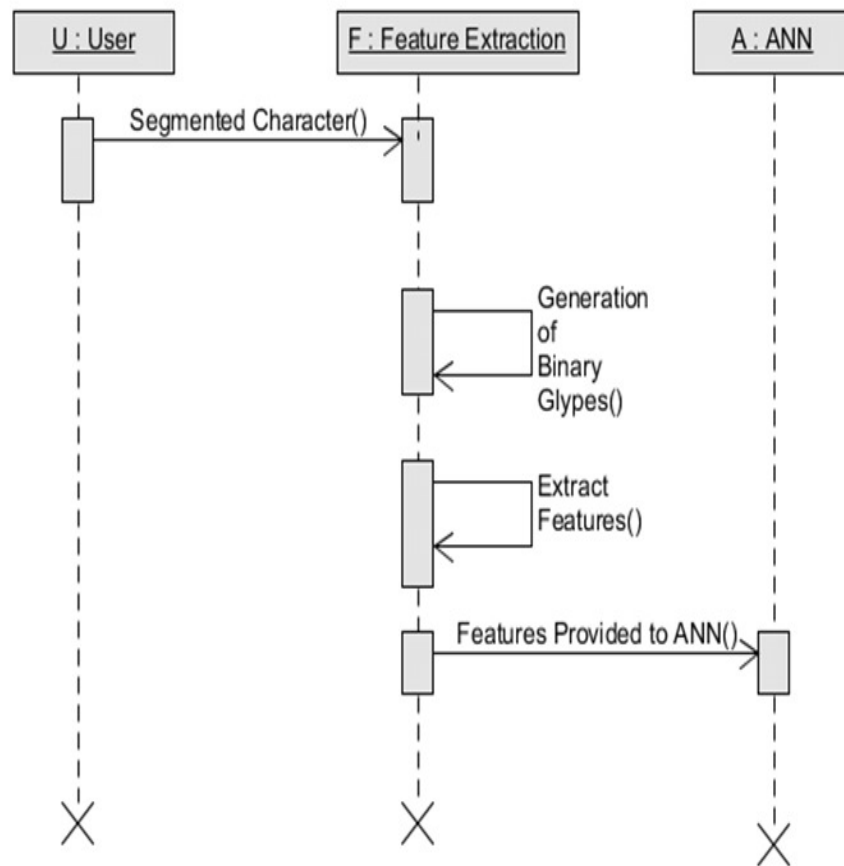 U : User
F : Feature Extraction
A : ANN
Segmented Character()
Generation
of
Binary
Glypes()
Extract
Features()
Features Provided to ANN()